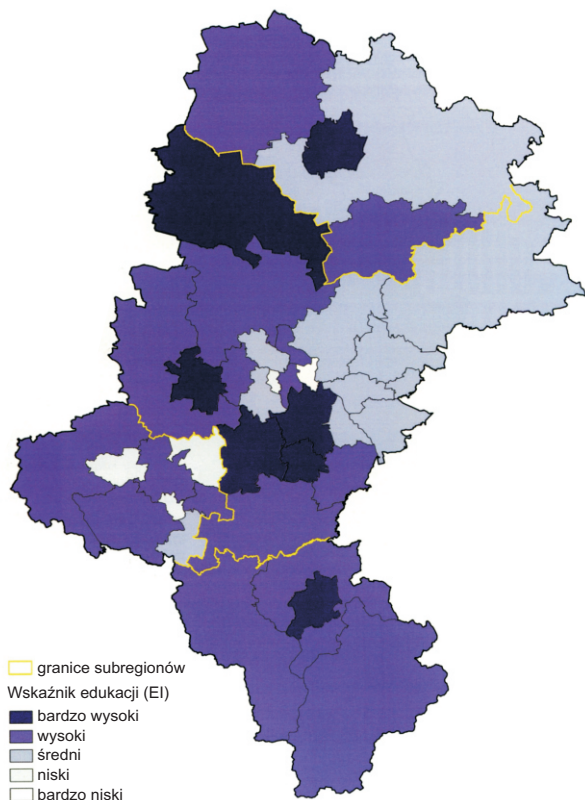 granice subregionów
Wskaźnik edukacji (EI)
bardzo wysoki
wysoki
średni
niski
bardzo niski